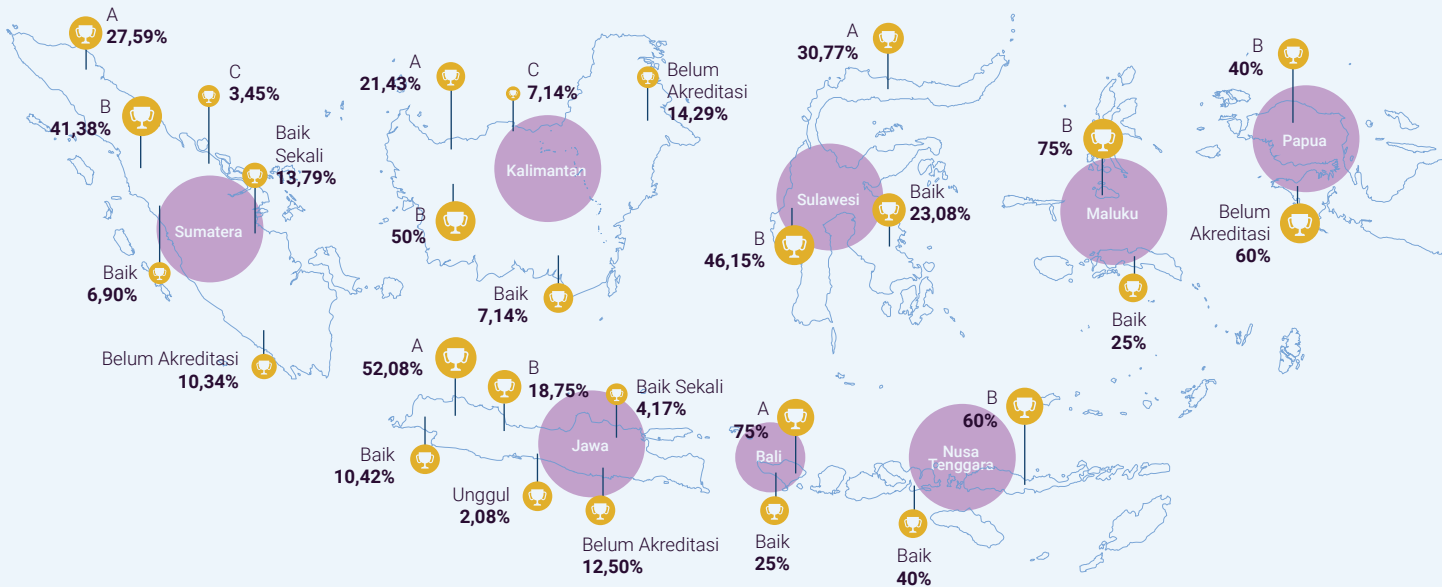 A
27,59%
B
41,38%
C
3,45%
Baik
Sekali
13,79%
Sumatera
Baik
6,90%
Belum Akreditasi
10,34%
A
21,43%
C
7,14%
Belum
Akreditasi
14,29%
Kalimantan
B
50%
Baik
7,14%
A
30,77%
Sulawesi
Baik
23,08%
B
46,15%
B
75%
Maluku
Baik
25%
B
40%
Papua
Belum
Akreditasi
60%
A
52,08%
B
18,75%
Baik Sekali
4,17%
Jawa
Baik
10,42%
Unggul
2,08%
Belum Akreditasi
12,50%
A
75%
Bali
Baik
25%
B
60%
Nusa
Tenggara
Baik
40%